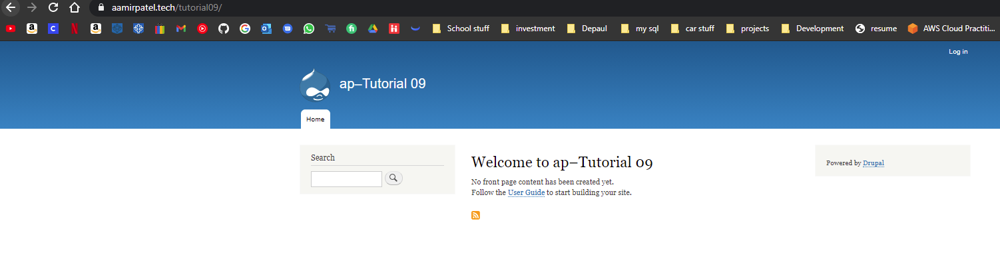 aamirpatel.tech/tutorial09/
School stuff investment Depaul my sql car stuff projects Development resume AWS Cloud Practiti...
Log in
ap–Tutorial 09
Home
Search
Welcome to ap–Tutorial 09
No front page content has been created yet.
Follow the User Guide to start building your site.
Powered by Drupal